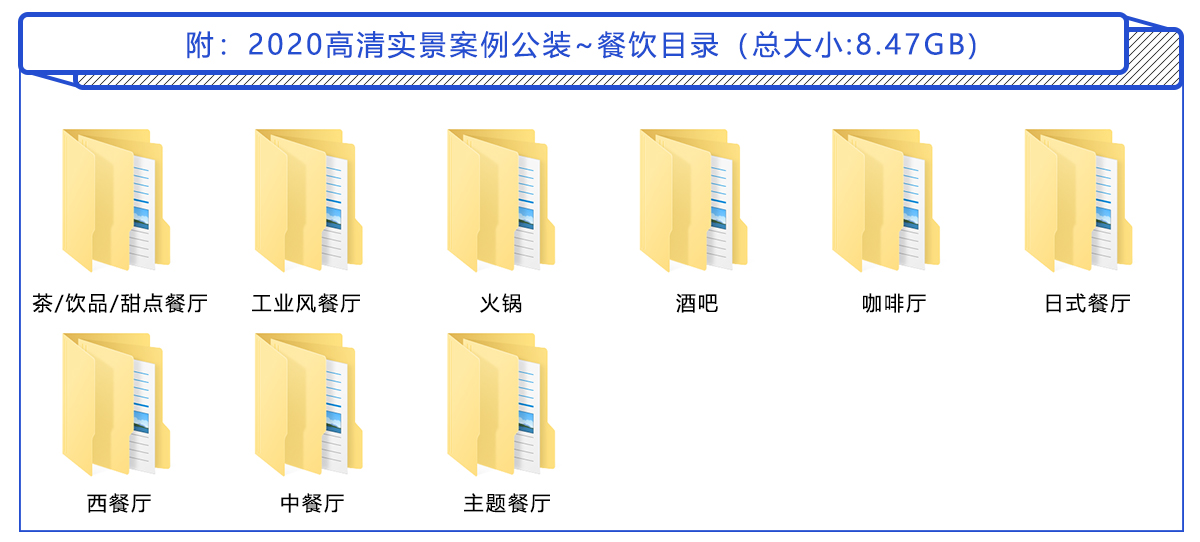 附：2020高清实景案例公装~餐饮目录（总大小:8.47GB)
茶/饮品/甜点餐厅
工业风餐厅
火锅
酒吧
咖啡厅
日式餐厅
西餐厅
中餐厅
主题餐厅